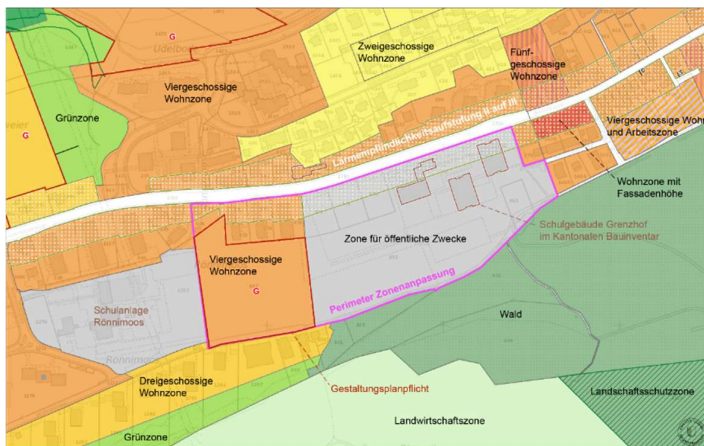 G
Zweigeschossige
Wohnzone
Fünf-
geschossige
Wohnzone
Viergeschossige
Wohnzone
Grünzone
G
Viergeschossige Woh
und Arbeitszone
Lärmempfindlichkeitsaufstufung II auf III
Wohnzone mit
Fassadenhöhe
Schulgebäude Grenzhof
im Kantonalen Bauinventar
Zone für öffentliche Zwecke
Viergeschossige
Wohnzone
G
Perimeter Zonenanpassung
Schulanlage
Rönnimoos
Wald
Dreigeschossige
Wohnzone
Gestaltungsplanpflicht
Landschaftsschutzzone
Landwirtschaftszone
Grünzone